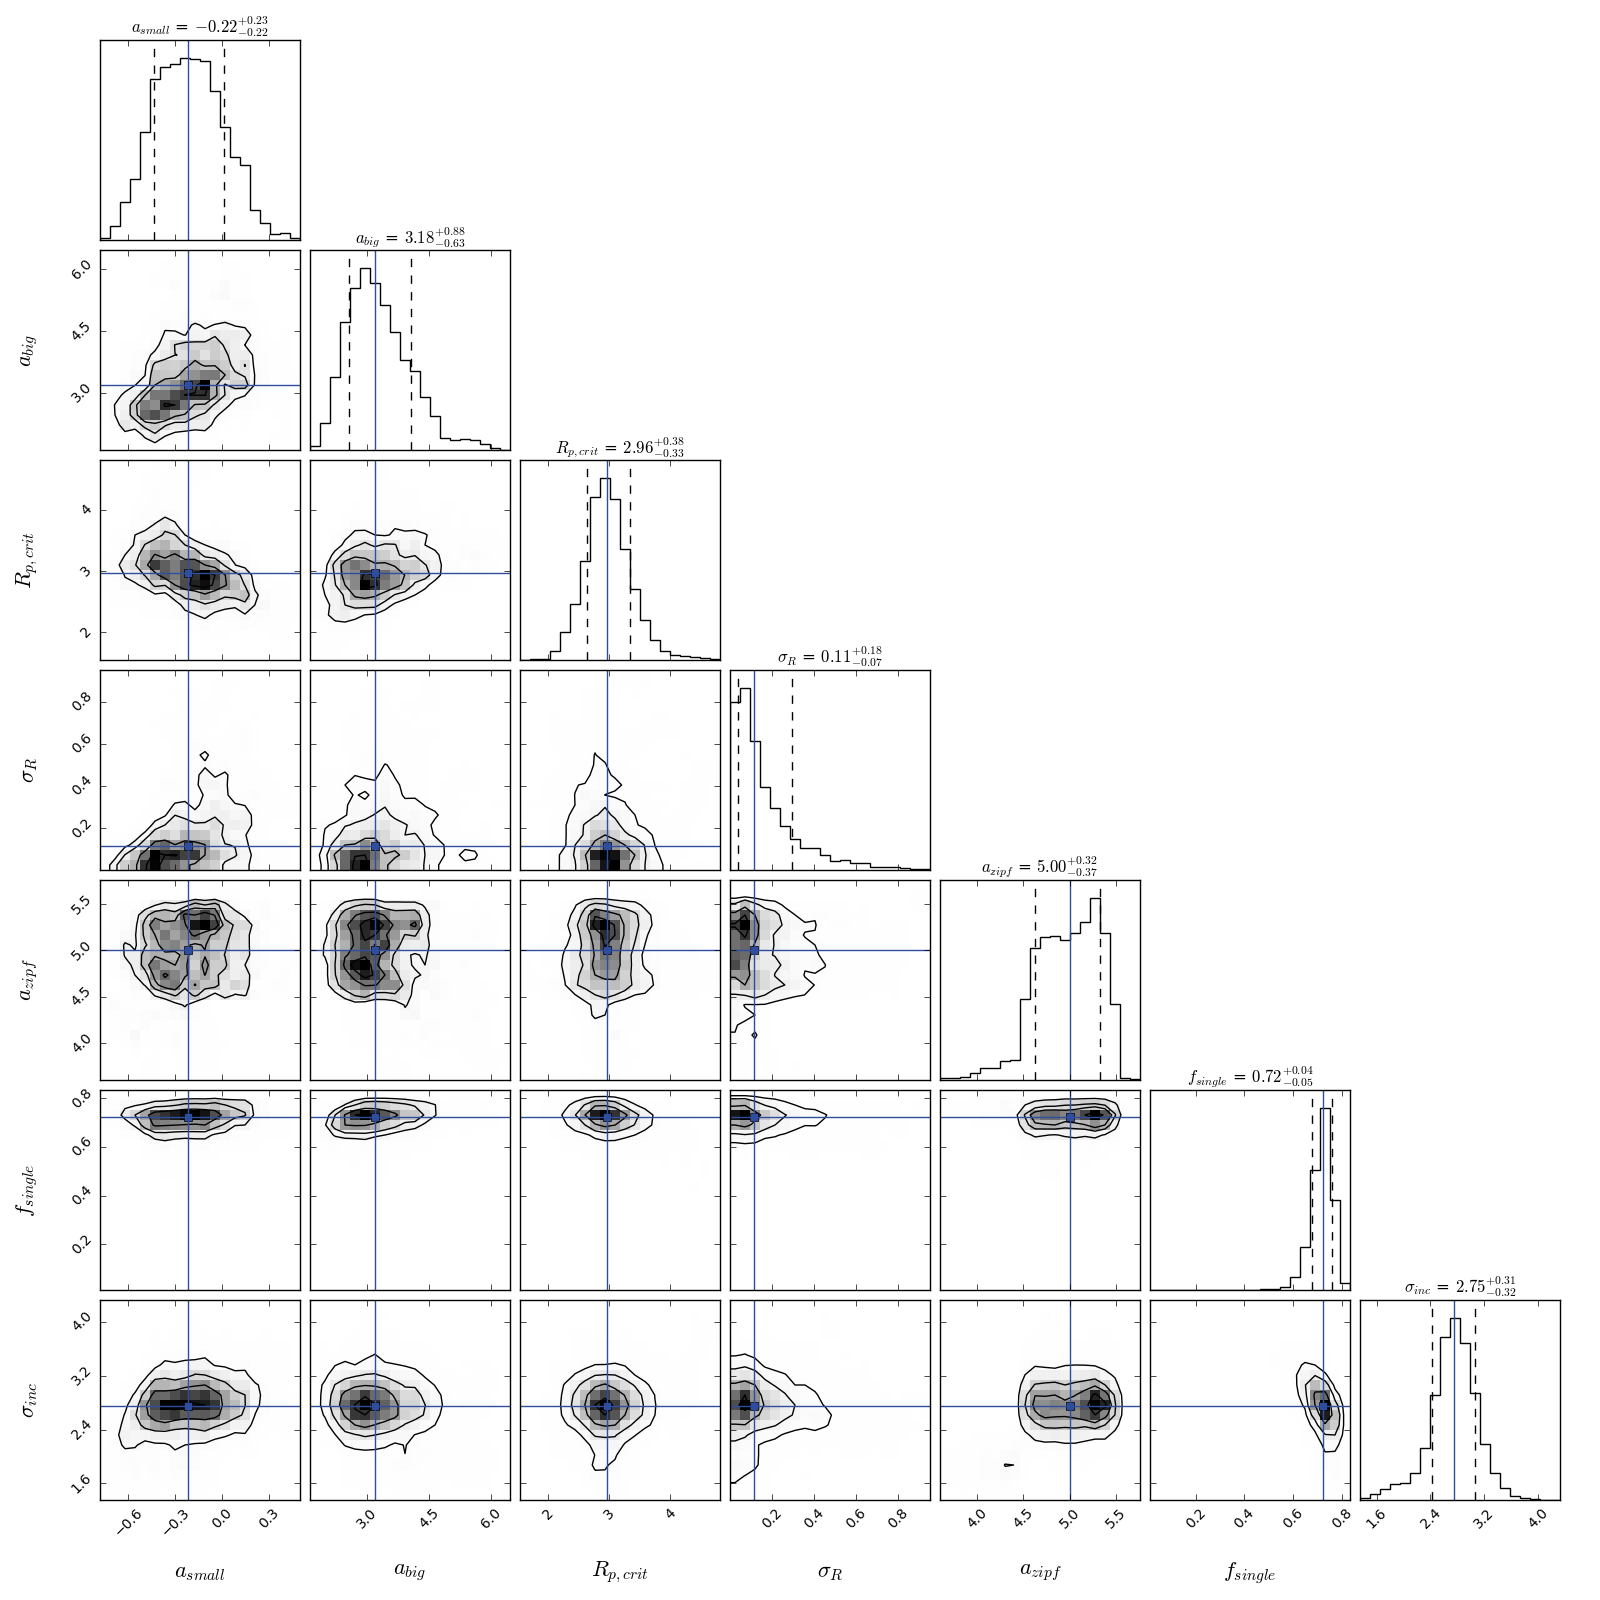 a_small = −0.22^{+0.23}_{−0.22}
a_big = 3.18^{+0.88}_{−0.63}
6.0
4.5
3.0
a_big
R_{p,crit} = 2.96^{+0.38}_{−0.33}
4
3
2
R_{p,crit}
σ_R = 0.11^{+0.18}_{−0.07}
0.8
0.6
0.4
0.2
σ_R
a_zipf = 5.00^{+0.32}_{−0.37}
5.5
5.0
4.5
4.0
a_zipf
f_single = 0.72^{+0.04}_{−0.05}
0.8
0.6
0.4
0.2
f_single
σ_inc = 2.75^{+0.31}_{−0.32}
4.0
3.2
2.4
1.6
σ_inc
−0.6 −0.3 0.0 0.3 3.0 4.5 6.0 2 3 4 0.2 0.4 0.6 0.8 4.0 4.5 5.0 5.5 0.2 0.4 0.6 0.8 1.6 2.4 3.2 4.0
a_small a_big R_{p,crit} σ_R a_zipf f_single